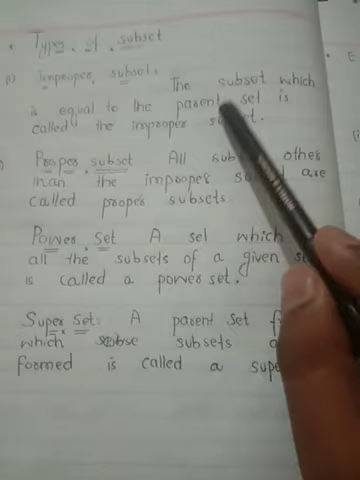 Types of subset
(i) Improper subset: The subset which
is equal to the parent set is
called the improper subset.
Proper subset All other
than the improper are
called proper subsets
Power set A set which
all the subsets of a given
is called a power set.
Super set: A parent set
which subse subsets
formed is called a
E